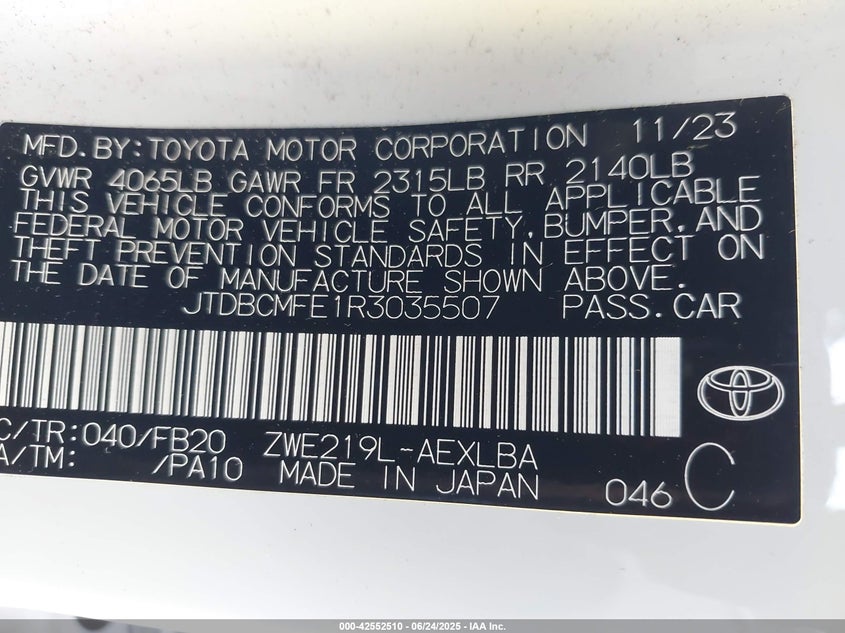 MFD.BY:TOYOTA MOTOR CORPORATION 11/23
GVWR 4065LB GAWR FR 2315LB RR 2140LB
THIS VEHICLE CONFORMS TO ALL APPLICABLE
FEDERAL MOTOR VEHICLE SAFETY, BUMPER, AND
THEFT PREVENTION STANDARDS IN EFFECT ON
THE DATE OF MANUFACTURE SHOWN ABOVE.
JTDBCMFE1R3035507 PASS.CAR
C/TR:040/FB20 ZWE219L-AEXLBA
A/TM: /PA10 MADE IN JAPAN 046 C
000-42552510 | 06/24/2025 - IAA Inc.